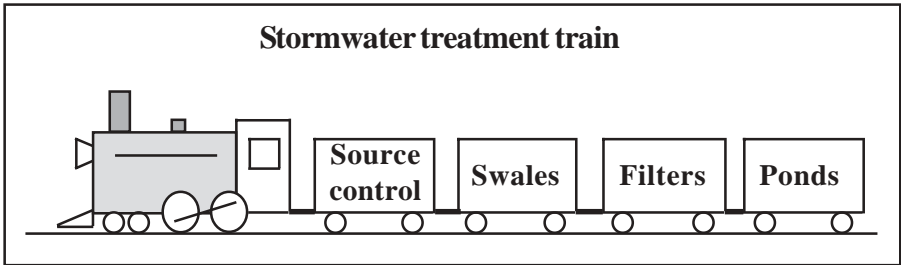 Stormwater treatment train
Source
control
Swales
Filters
Ponds